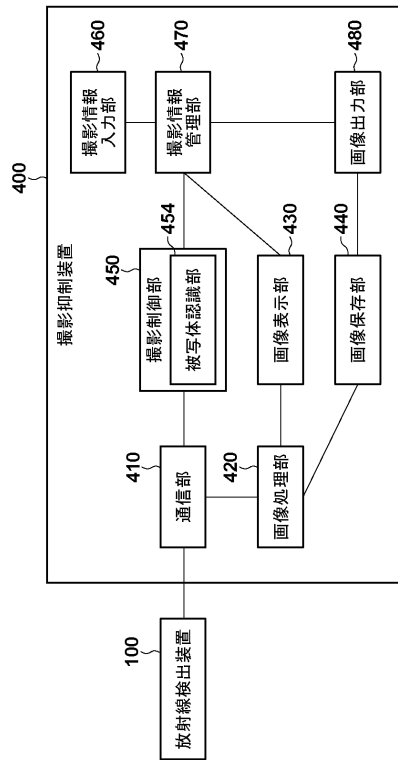 400
撮影抑制装置
460
撮影情報
入力部
470
撮影情報
管理部
480
画像出力部
450
撮影制御部
454
被写体認識部
430
画像表示部
440
画像保存部
410
通信部
420
画像処理部
100
放射線検出装置